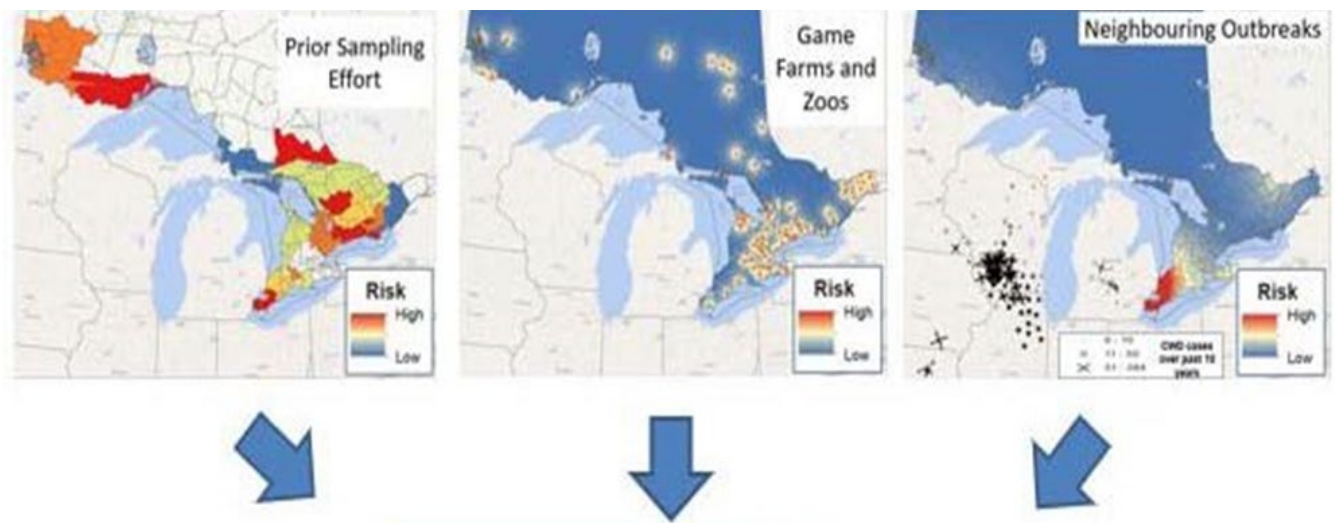 Prior Sampling
Effort
Risk
High
Low
Game
Farms and
Zoos
Risk
High
Low
Neighbouring Outbreaks
CWD cases
over past 10
years
Risk
High
Low